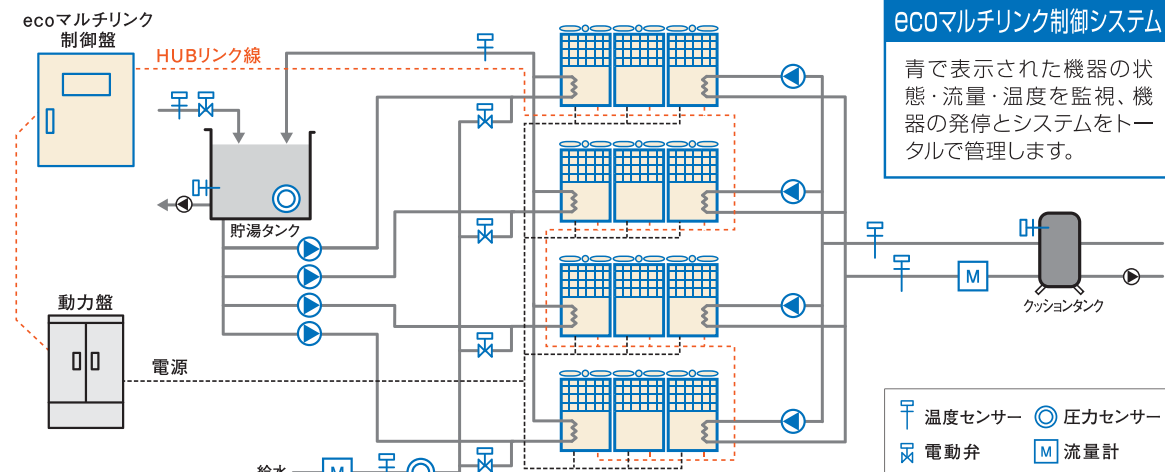 ecoマルチリンク
制御盤
HUBリンク線
貯湯タンク
動力盤
電源
給水
M
M
クッションタンク
ecoマルチリンク制御システム
青で表示された機器の状
態・流量・温度を監視、機
器の発停とシステムをトー
タルで管理します。
温度センサー
圧力センサー
電動弁
M 流量計